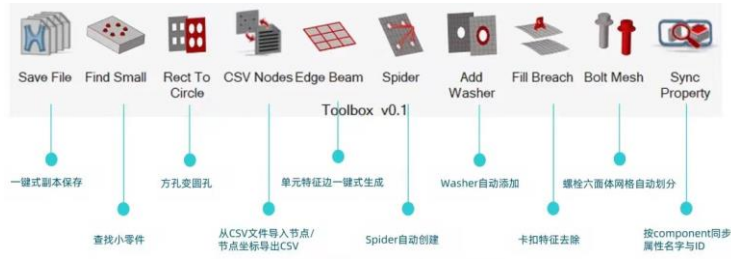 Save File
Find Small
Rect To
Circle
CSV Nodes
Edge Beam
Spider
Add
Washer
Fill Breach
Bolt Mesh
Sync
Property
Toolbox v0.1
一键式副本保存
方孔变圆孔
单元特征边一键式生成
Washer自动添加
螺栓六面体网格自动划分
查找小零件
从CSV文件导入节点/
节点坐标导出CSV
Spider自动创建
卡扣特征去除
按component同步
属性名字与ID